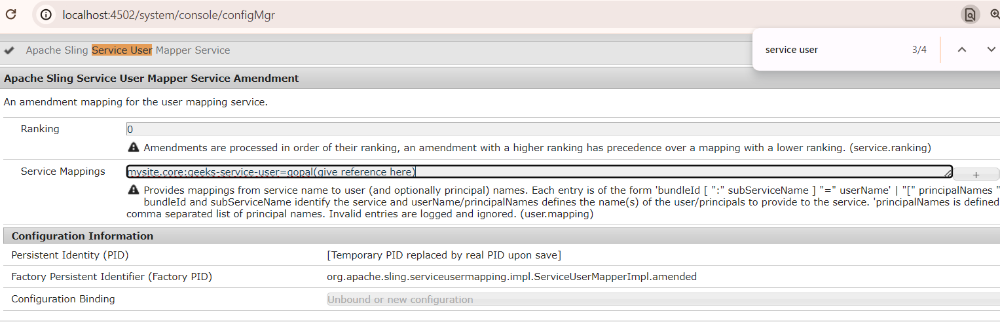 localhost:4502/system/console/configMgr
service user 3/4
Apache Sling Service User Mapper Service
Apache Sling Service User Mapper Service Amendment
An amendment mapping for the user mapping service.
Ranking 0
Amendments are processed in order of their ranking, an amendment with a higher ranking has precedence over a mapping with a lower ranking. (service.ranking)
Service Mappings mysite.core:geeks-service-user=gopal(give reference here) +
Provides mappings from service name to user (and optionally principal) names. Each entry is of the form 'bundleId [ ":" subServiceName ] "=" userName' | "[" principalNames "
bundleId and subServiceName identify the service and userName/principalNames defines the name(s) of the user/principals to provide to the service. 'principalNames is defined
comma separated list of principal names. Invalid entries are logged and ignored. (user.mapping)
Configuration Information
Persistent Identity (PID) [Temporary PID replaced by real PID upon save]
Factory Persistent Identifier (Factory PID) org.apache.sling.serviceusermapping.impl.ServiceUserMapperImpl.amended
Configuration Binding Unbound or new configuration